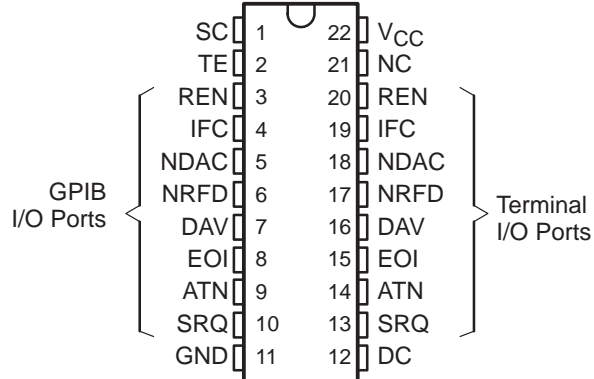 SC 1 22 VCC
TE 2 21 NC
REN 3 20 REN
IFC 4 19 IFC
NDAC 5 18 NDAC
NRFD 6 17 NRFD
DAV 7 16 DAV
EOI 8 15 EOI
ATN 9 14 ATN
SRQ 10 13 SRQ
GND 11 12 DC
GPIB
I/O Ports
Terminal
I/O Ports